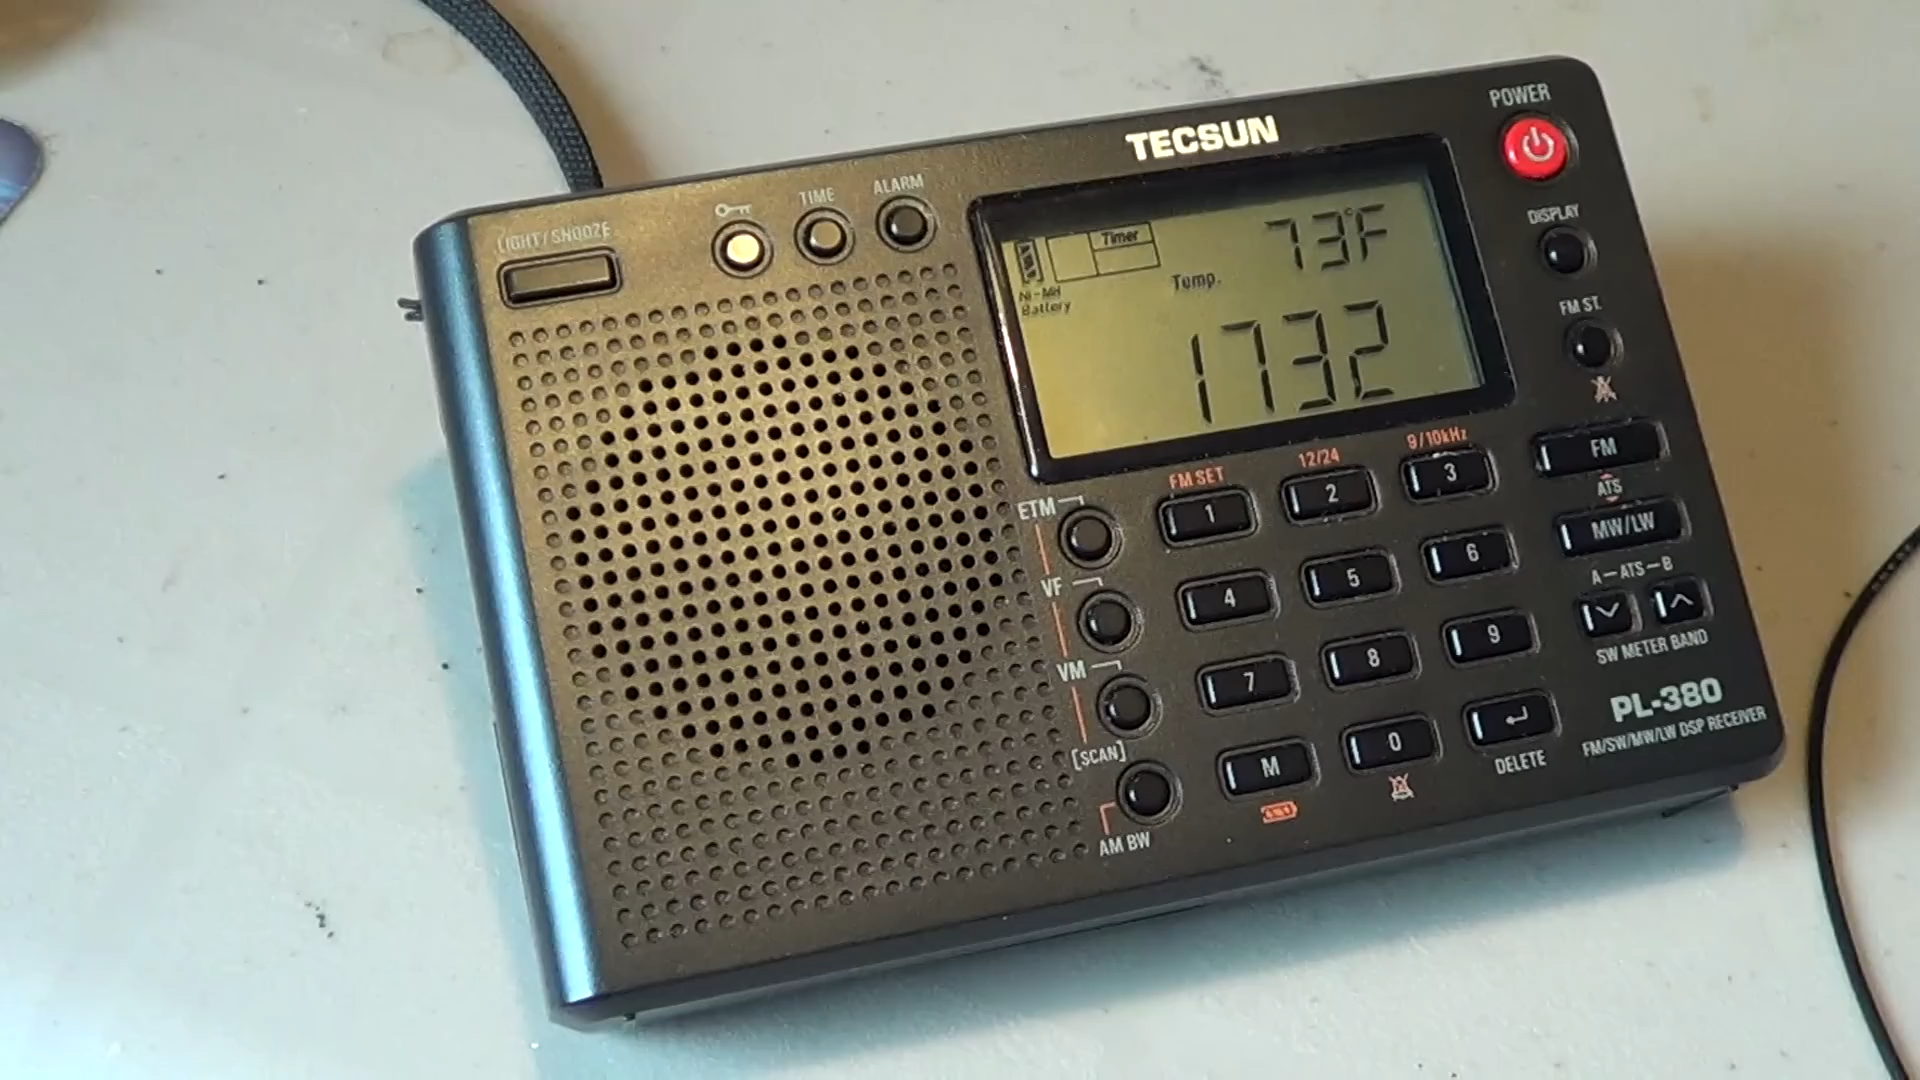 POWER
TECSUN
LIGHT/SNOOZE
TIME
ALARM
DISPLAY
Timer
73°F
Temp.
Ni-MH
Battery
1732
FM ST.
FM SET
12/24
9/10kHz
FM
ATS
ETM
1
2
3
MW/LW
VF
4
5
6
A-ATS-B
SW METER BAND
VM
7
8
9
PL-380
FM/SW/MW/LW DSP RECEIVER
[SCAN]
M
0
DELETE
AM BW